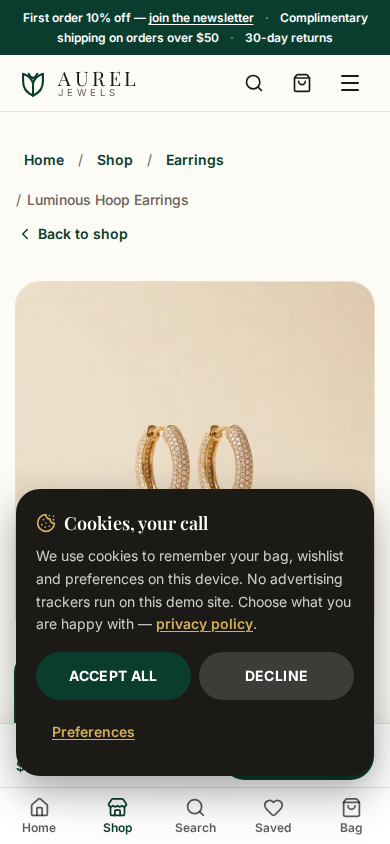 First order 10% off — join the newsletter · Complimentary
shipping on orders over $50 · 30-day returns
AUREL
JEWELS
Home / Shop / Earrings
/ Luminous Hoop Earrings
Back to shop
Cookies, your call
We use cookies to remember your bag, wishlist
and preferences on this device. No advertising
trackers run on this demo site. Choose what you
are happy with — privacy policy.
ACCEPT ALL DECLINE
Preferences
Home Shop Search Saved Bag